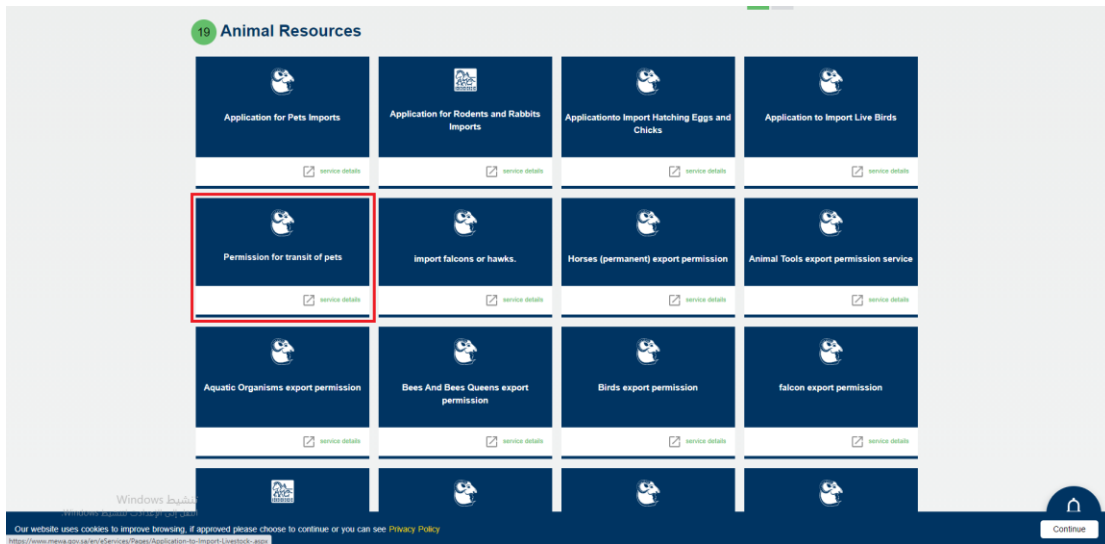 19 Animal Resources
Application for Pets Imports
Application for Rodents and Rabbits
Imports
Applicationto Import Hatching Eggs and
Chicks
Application to Import Live Birds
service details
service details
service details
service details
Permission for transit of pets
import falcons or hawks.
Horses (permanent) export permission
Animal Tools export permission service
service details
service details
service details
service details
Aquatic Organisms export permission
Bees And Bees Queens export
permission
Birds export permission
falcon export permission
service details
service details
service details
service details
تنشيط Windows
Our website uses cookies to improve browsing, if approved please choose to continue or you can see Privacy Policy
Continue
https://www.mewa.gov.sa/en/eServices/Pages/Application-to-Import-Livestock-.aspx